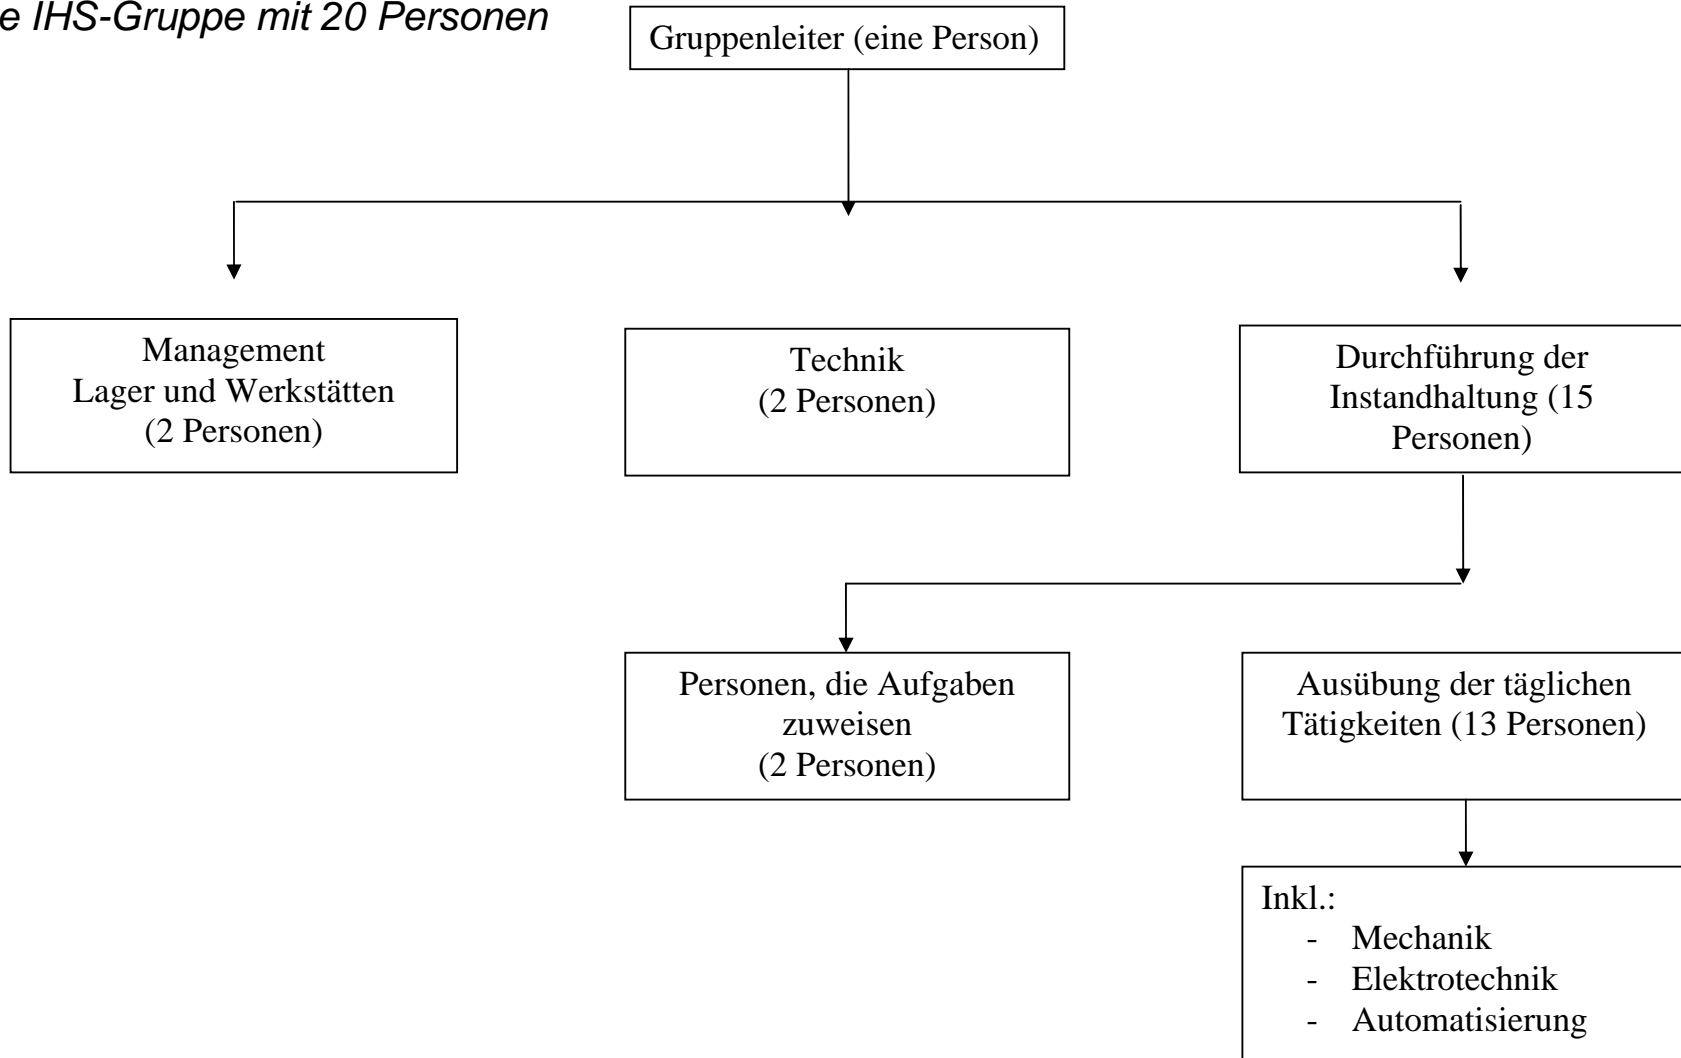 e IHS-Gruppe mit 20 Personen
Gruppenleiter (eine Person)
Management
Lager und Werkstätten
(2 Personen)
Technik
(2 Personen)
Durchführung der
Instandhaltung (15
Personen)
Personen, die Aufgaben
zuweisen
(2 Personen)
Ausübung der täglichen
Tätigkeiten (13 Personen)
Inkl.:
- Mechanik
- Elektrotechnik
- Automatisierung